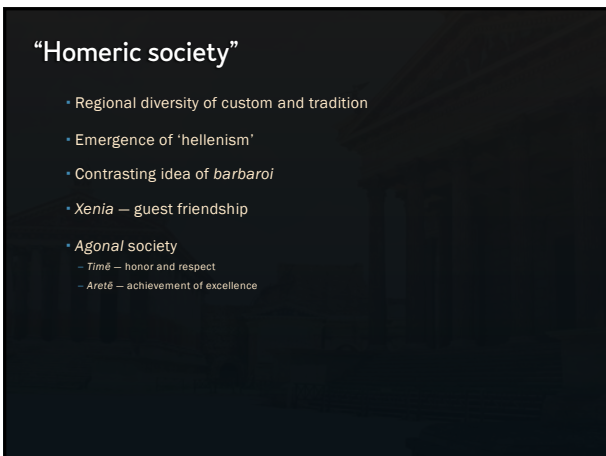 “Homeric society”
▪ Regional diversity of custom and tradition
▪ Emergence of ‘hellenism’
▪ Contrasting idea of barbaroi
▪ Xenia — guest friendship
▪ Agonal society
– Timē — honor and respect
– Aretē — achievement of excellence